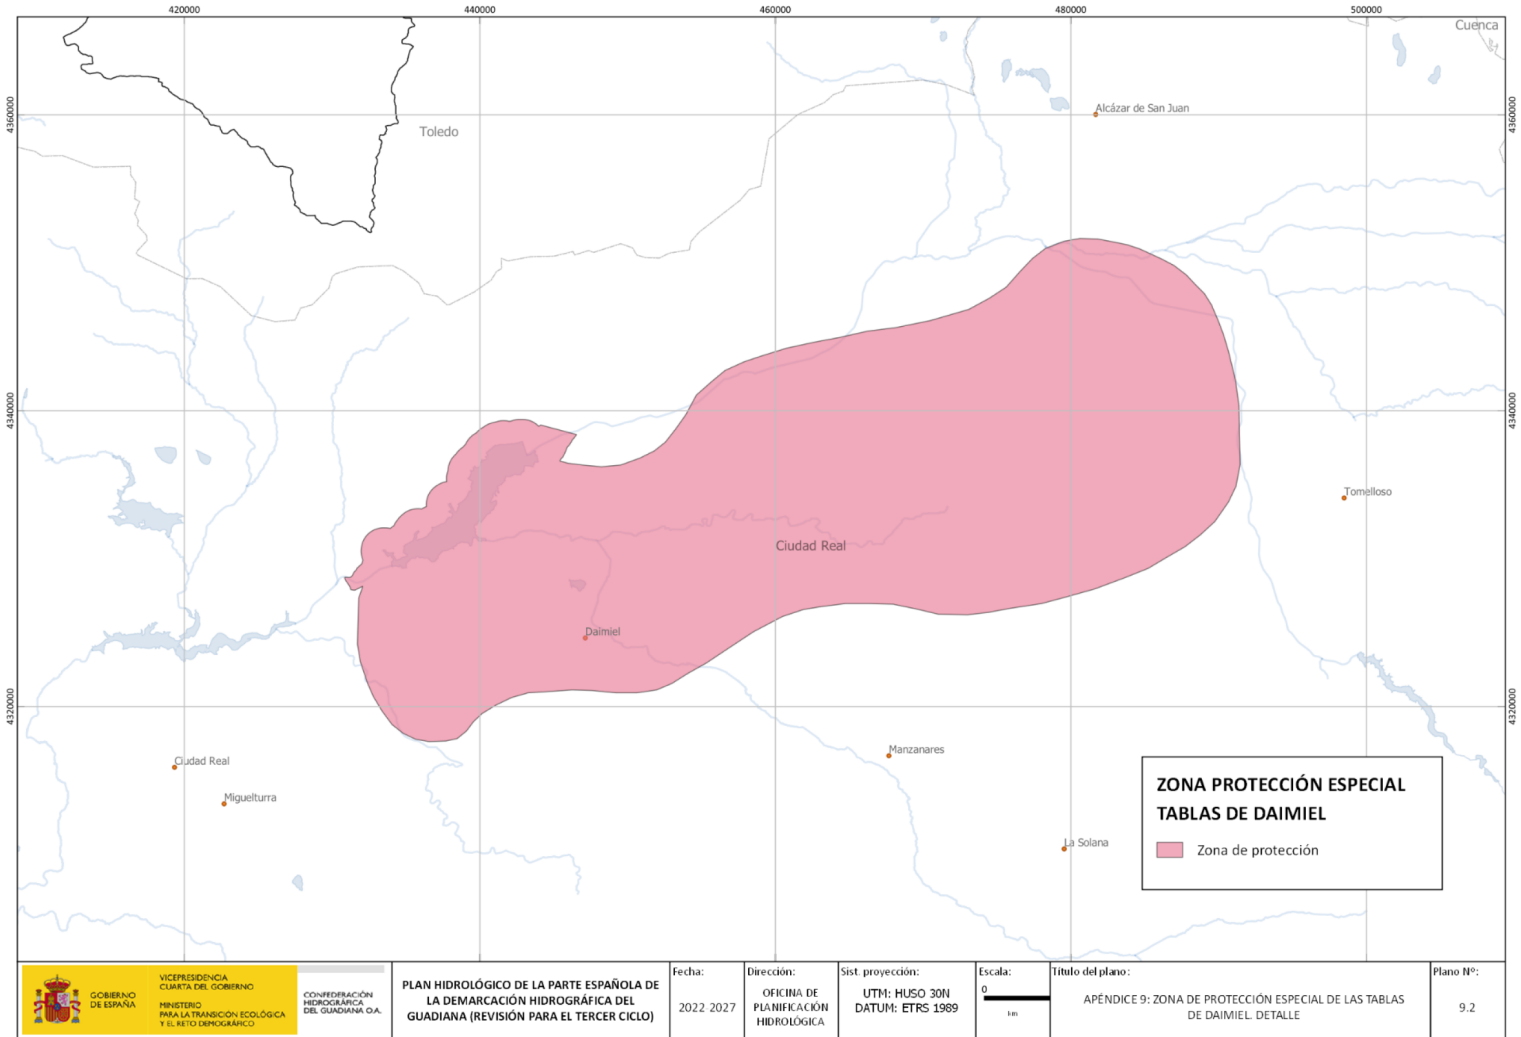 420000
440000
460000
480000
500000
Cuenca
4360000
4360000
Alcázar de San Juan
Toledo
4340000
4340000
Tomelloso
Ciudad Real
Daimiel
4320000
4320000
Manzanares
Ciudad Real
Miguelturra
La Solana
ZONA PROTECCIÓN ESPECIAL
TABLAS DE DAIMIEL
Zona de protección
GOBIERNO
DE ESPAÑA
VICEPRESIDENCIA
CUARTA DEL GOBIERNO
MINISTERIO
PARA LA TRANSICIÓN ECOLÓGICA
Y EL RETO DEMOGRÁFICO
CONFEDERACIÓN
HIDROGRÁFICA
DEL GUADIANA O.A.
PLAN HIDROLÓGICO DE LA PARTE ESPAÑOLA DE
LA DEMARCACIÓN HIDROGRÁFICA DEL
GUADIANA (REVISIÓN PARA EL TERCER CICLO)
Fecha:
2022 2027
Dirección:
OFICINA DE
PLANIFICACIÓN
HIDROLÓGICA
Sist. proyección:
UTM: HUSO 30N
DATUM: ETRS 1989
Escala:
0
km
Título del plano:
APÉNDICE 9: ZONA DE PROTECCIÓN ESPECIAL DE LAS TABLAS
DE DAIMIEL. DETALLE
Plano Nº:
9.2